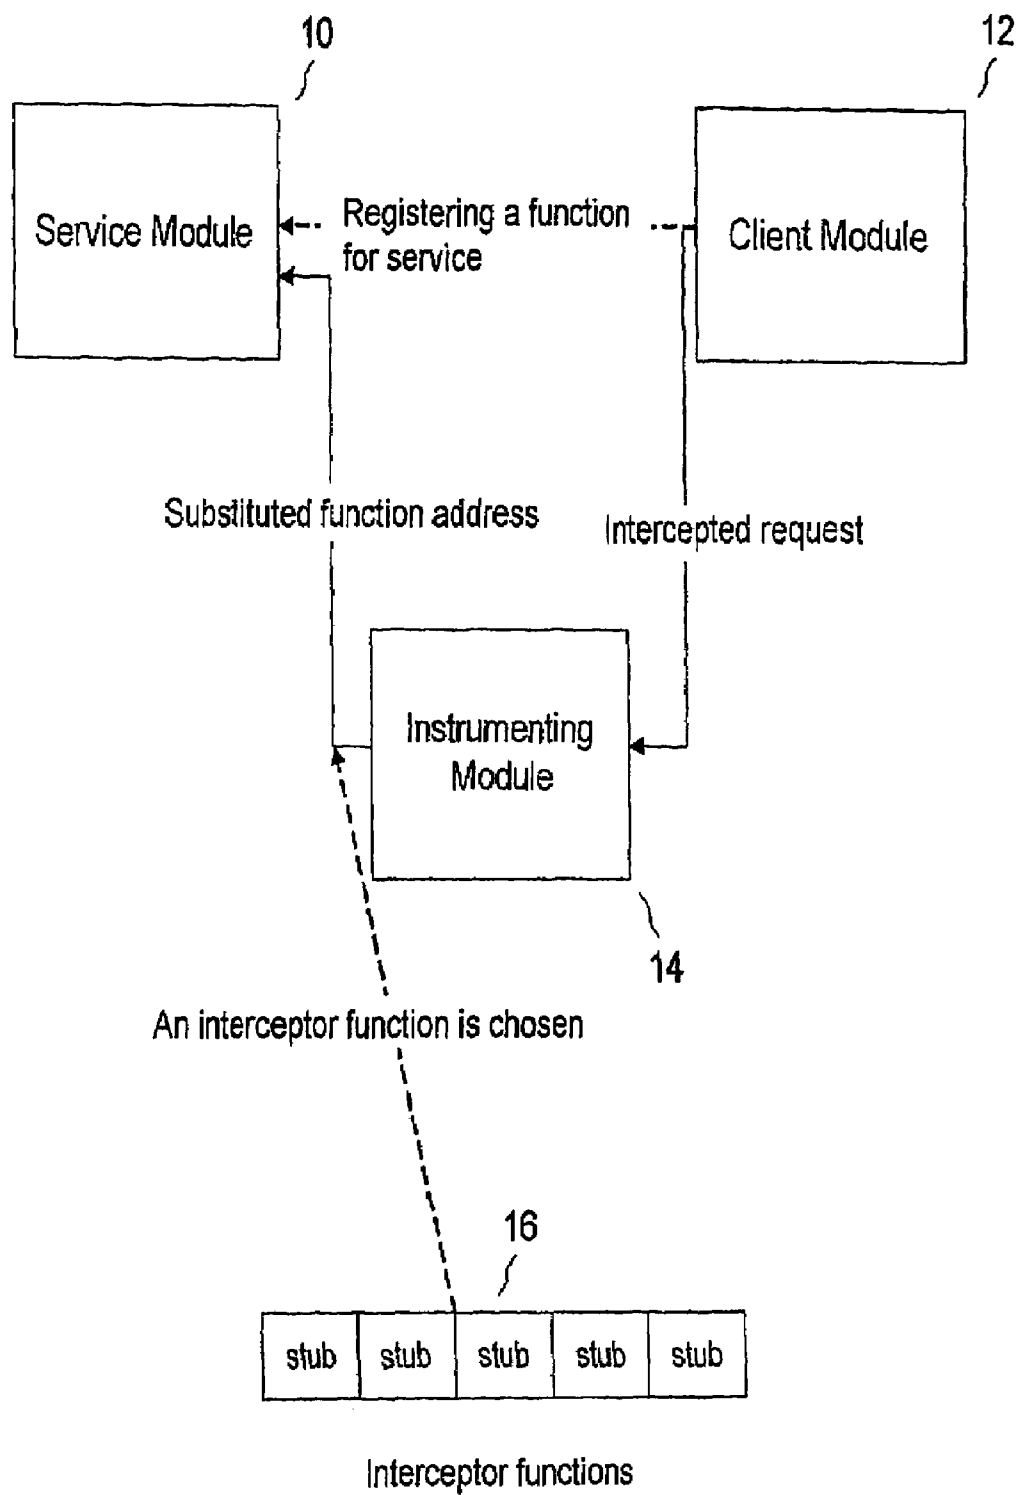 10
12
Service Module
Registering a function
for service
Client Module
Substituted function address
Intercepted request
Instrumenting
Module
14
An interceptor function is chosen
16
stub stub stub stub stub
Interceptor functions